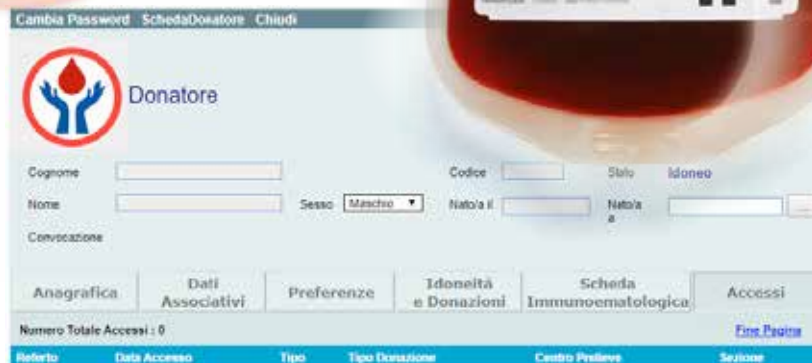 Cambia Password SchedaDonatore Chiudi
Donatore
Cognome Codice Stato Idoneo
Nome Sesso Maschio Nato/a il Nato/a a
Convocazione
Anagrafica Dati Associativi Preferenze Idoneità e Donazioni Scheda Immunoematologica Accessi
Numero Totale Accessi : 0 Fine Pagina
Referto Data Accesso Tipo Tipo Donazione Centro Prelievo Sezione